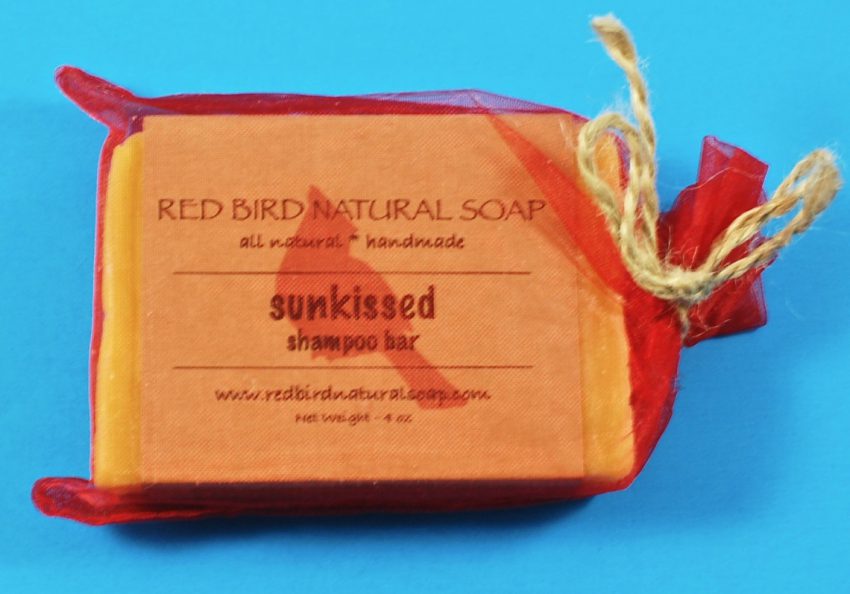 RED BIRD NATURAL SOAP
all natural * handmade
sunkissed
shampoo bar
www.redbirdnaturalsoap.com
Net Weight - 4 oz